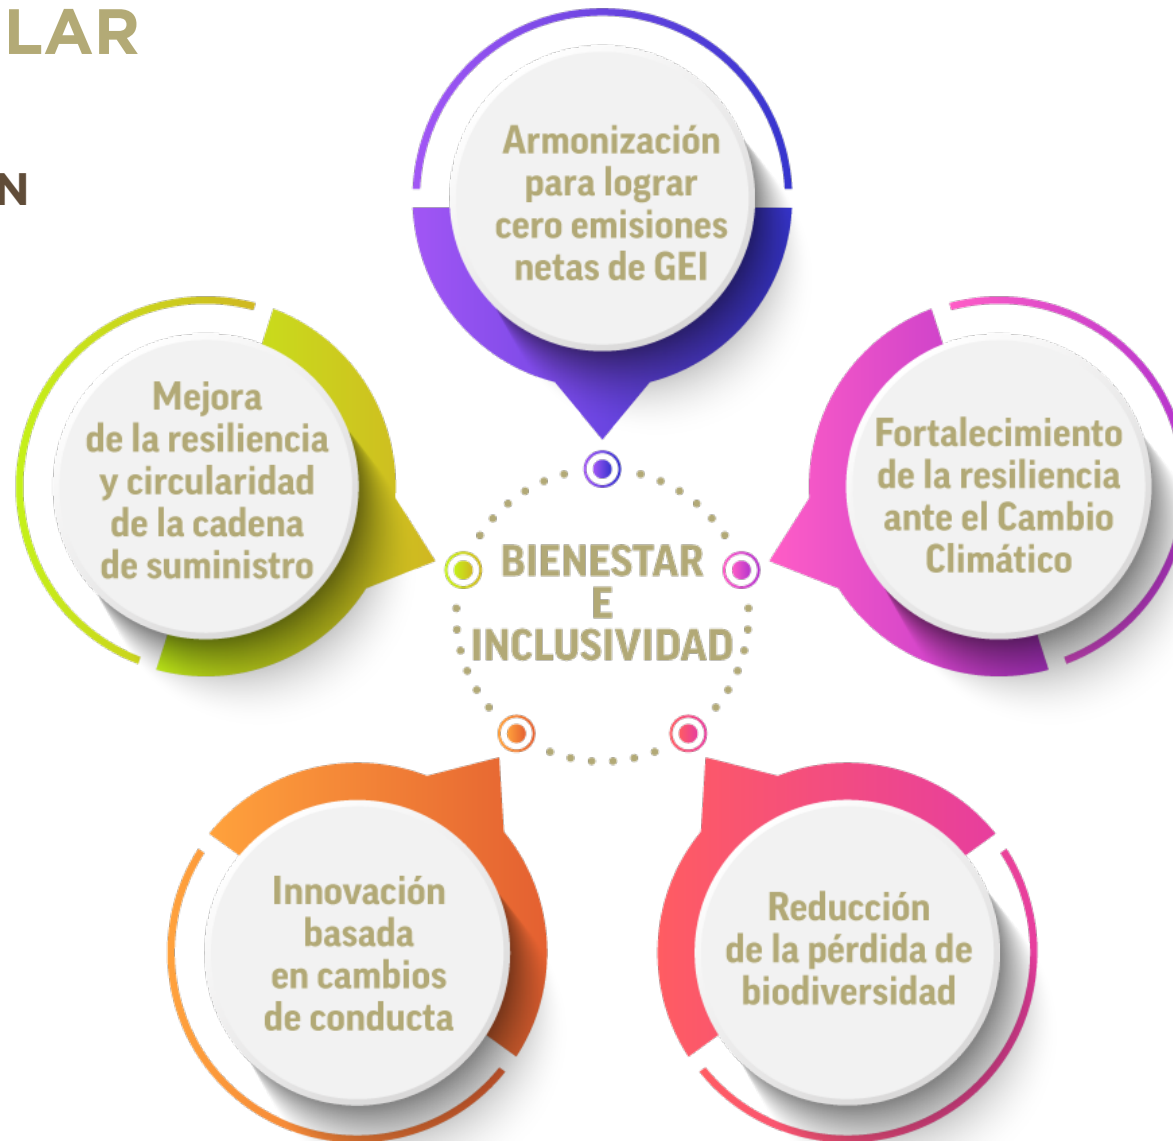 LAR
N
Armonización
para lograr
cero emisiones
netas de GEI
Mejora
de la resiliencia
y circularidad
de la cadena
de suministro
Fortalecimiento
de la resiliencia
ante el Cambio
Climático
BIENESTAR
E
INCLUSIVIDAD
Innovación
basada
en cambios
de conducta
Reducción
de la pérdida de
biodiversidad